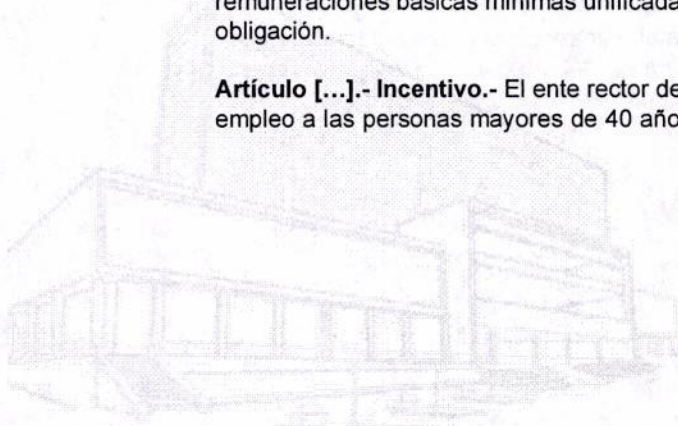 remuneraciones básicas mínimas unificada
obligación.
Artículo [...].- Incentivo.- El ente rector de
empleo a las personas mayores de 40 año